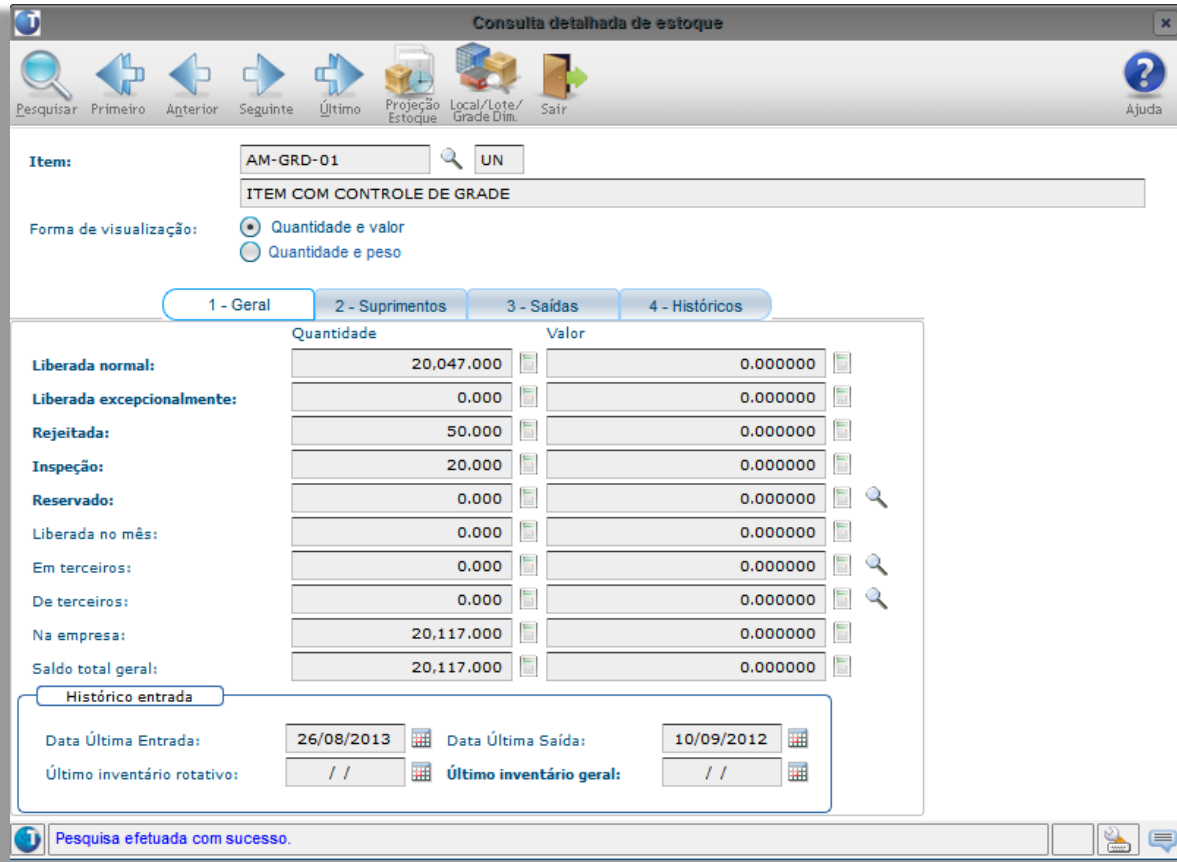 Consulta detalhada de estoque
Pesquisar Primeiro Anterior Seguinte Último Projeção Estoque Local/Lote/ Grade Dim. Sair Ajuda
Item: AM-GRD-01 UN
ITEM COM CONTROLE DE GRADE
Forma de visualização: Quantidade e valor
Quantidade e peso
1 - Geral 2 - Suprimentos 3 - Saídas 4 - Históricos
Quantidade Valor
Liberada normal: 20,047.000 0.000000
Liberada excepcionalmente: 0.000 0.000000
Rejeitada: 50.000 0.000000
Inspeção: 20.000 0.000000
Reservado: 0.000 0.000000
Liberada no mês: 0.000 0.000000
Em terceiros: 0.000 0.000000
De terceiros: 0.000 0.000000
Na empresa: 20,117.000 0.000000
Saldo total geral: 20,117.000 0.000000
Histórico entrada
Data Última Entrada: 26/08/2013 Data Última Saída: 10/09/2012
Último inventário rotativo: / / Último inventário geral: / /
Pesquisa efetuada com sucesso.